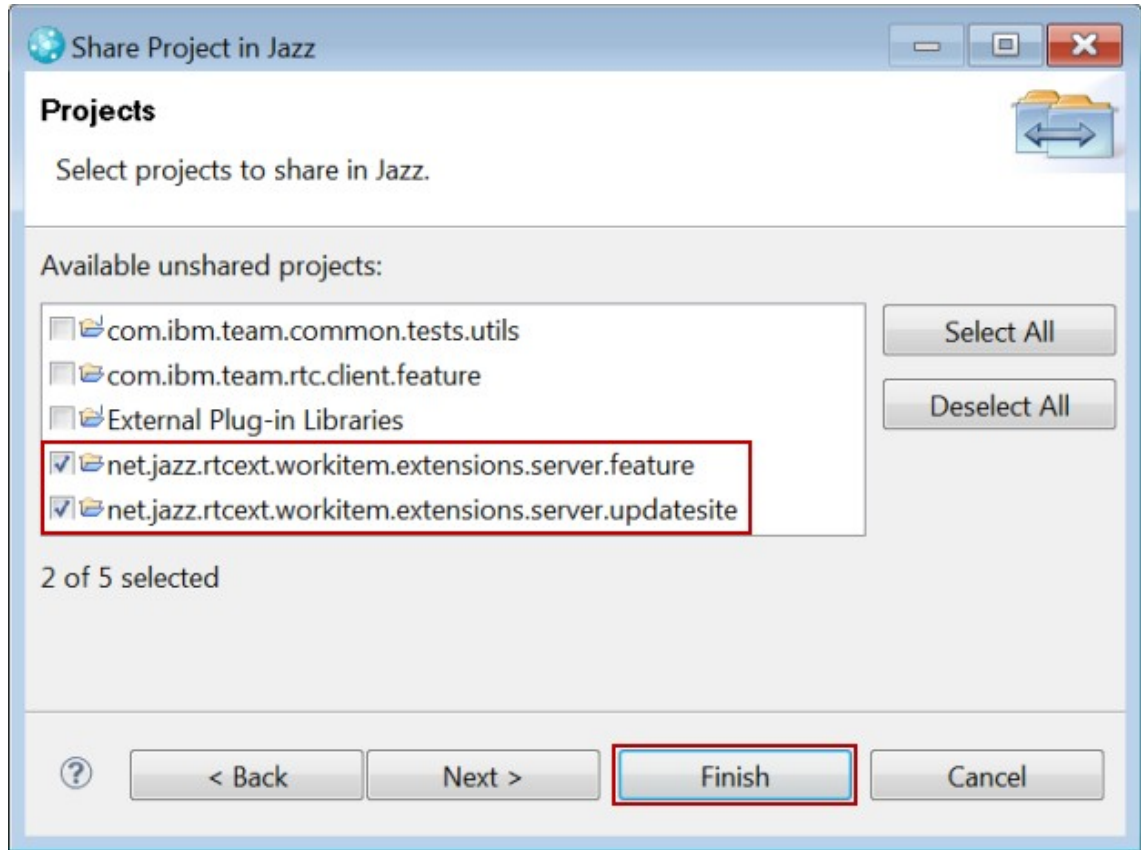 Share Project in Jazz
Projects
Select projects to share in Jazz.
Available unshared projects:
com.ibm.team.common.tests.utils
Select All
com.ibm.team.rtc.client.feature
Deselect All
External Plug-in Libraries
net.jazz.rtcext.workitem.extensions.server.feature
net.jazz.rtcext.workitem.extensions.server.updatesite
2 of 5 selected
? < Back Next > Finish Cancel